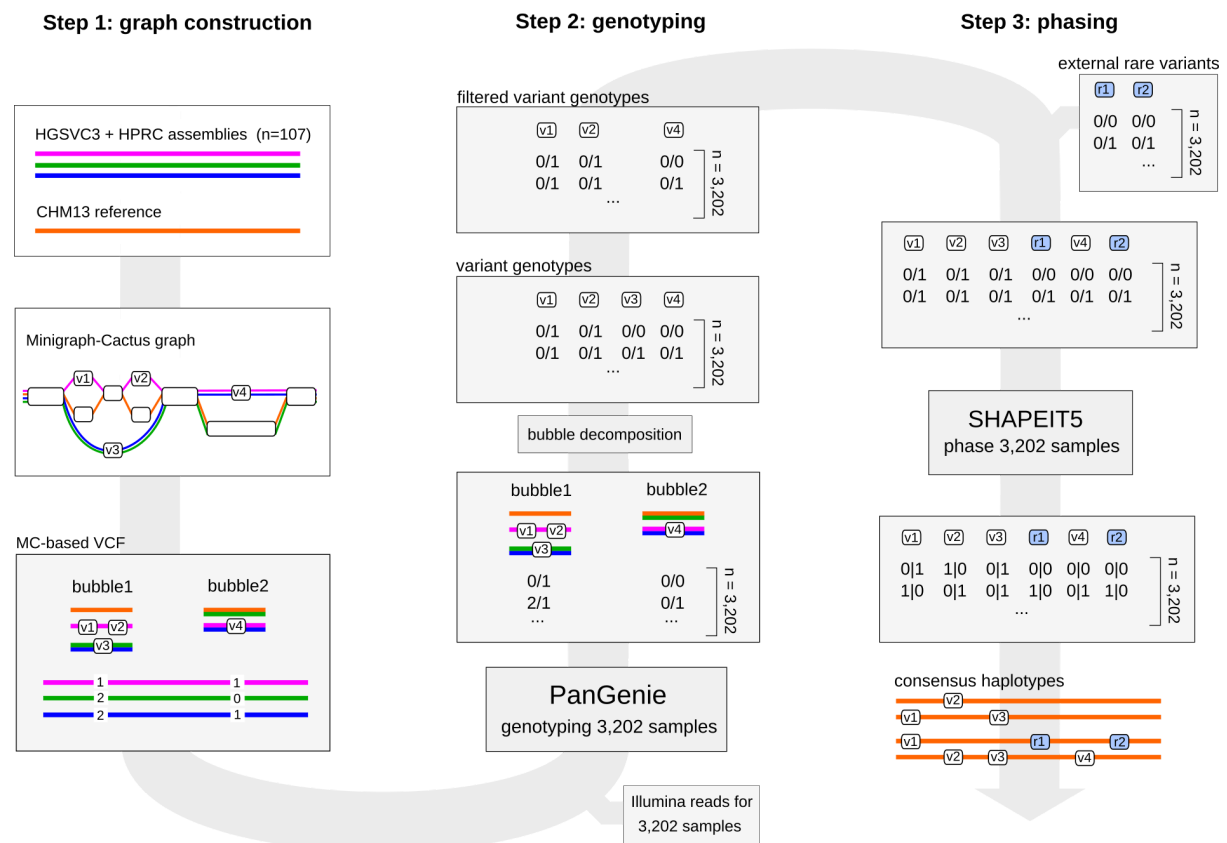 Step 1: graph construction
HGSVC3 + HPRC assemblies (n=107)
CHM13 reference
Minigraph-Cactus graph
v1 v2
v4
v3
MC-based VCF
bubble1 bubble2
v1 v2 v4
v3
1 1
2 0
2 1
Step 2: genotyping
filtered variant genotypes
v1 v2 v4
0/1 0/1 0/0
0/1 0/1 0/1
...
n = 3,202
variant genotypes
v1 v2 v3 v4
0/1 0/1 0/0 0/0
0/1 0/1 0/1 0/1
...
n = 3,202
bubble decomposition
bubble1 bubble2
v1 v2 v4
v3
0/1 0/0
2/1 0/1
... ...
n = 3,202
PanGenie
genotyping 3,202 samples
Illumina reads for
3,202 samples
Step 3: phasing
external rare variants
r1 r2
0/0 0/0
0/1 0/1
...
n = 3,202
v1 v2 v3 r1 v4 r2
0/1 0/1 0/1 0/0 0/0 0/0
0/1 0/1 0/1 0/1 0/1 0/1
...
n = 3,202
SHAPEIT5
phase 3,202 samples
v1 v2 v3 r1 v4 r2
0|1 1|0 0|1 0|0 0|0 0|0
1|0 0|1 0|1 1|0 0|1 1|0
...
n = 3,202
consensus haplotypes
v2
v1 v3
v1 r1 r2
v2 v3 v4